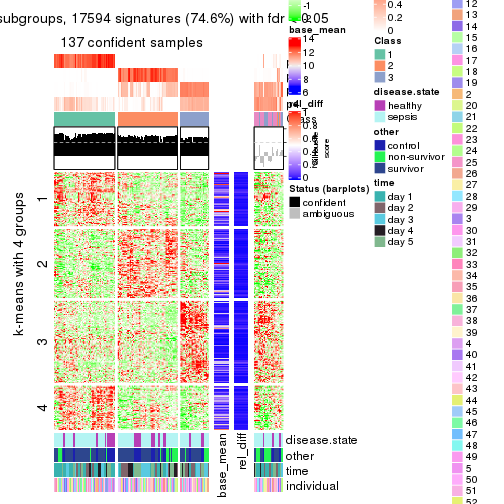 subgroups, 17594 signatures (74.6%) with fdr < 0.05
137 confident samples
k-means with 4 groups
1
2
3
4
base_mean
rel_diff
disease.state
other
time
individual
-1
-2
base_mean
14
12
10
8
6
rel_diff
1
0.8
0.6
0.4
0.2
0
score
Status (barplots)
confident
ambiguous
0.4
0.2
0
Class
1
2
3
disease.state
healthy
sepsis
other
control
non-survivor
survivor
time
day 1
day 2
day 3
day 4
day 5
12
13
14
15
16
17
18
19
2
20
21
22
23
24
25
26
27
28
29
3
30
31
32
33
34
35
36
37
38
39
4
40
41
42
43
44
45
46
47
48
49
5
50
51
52